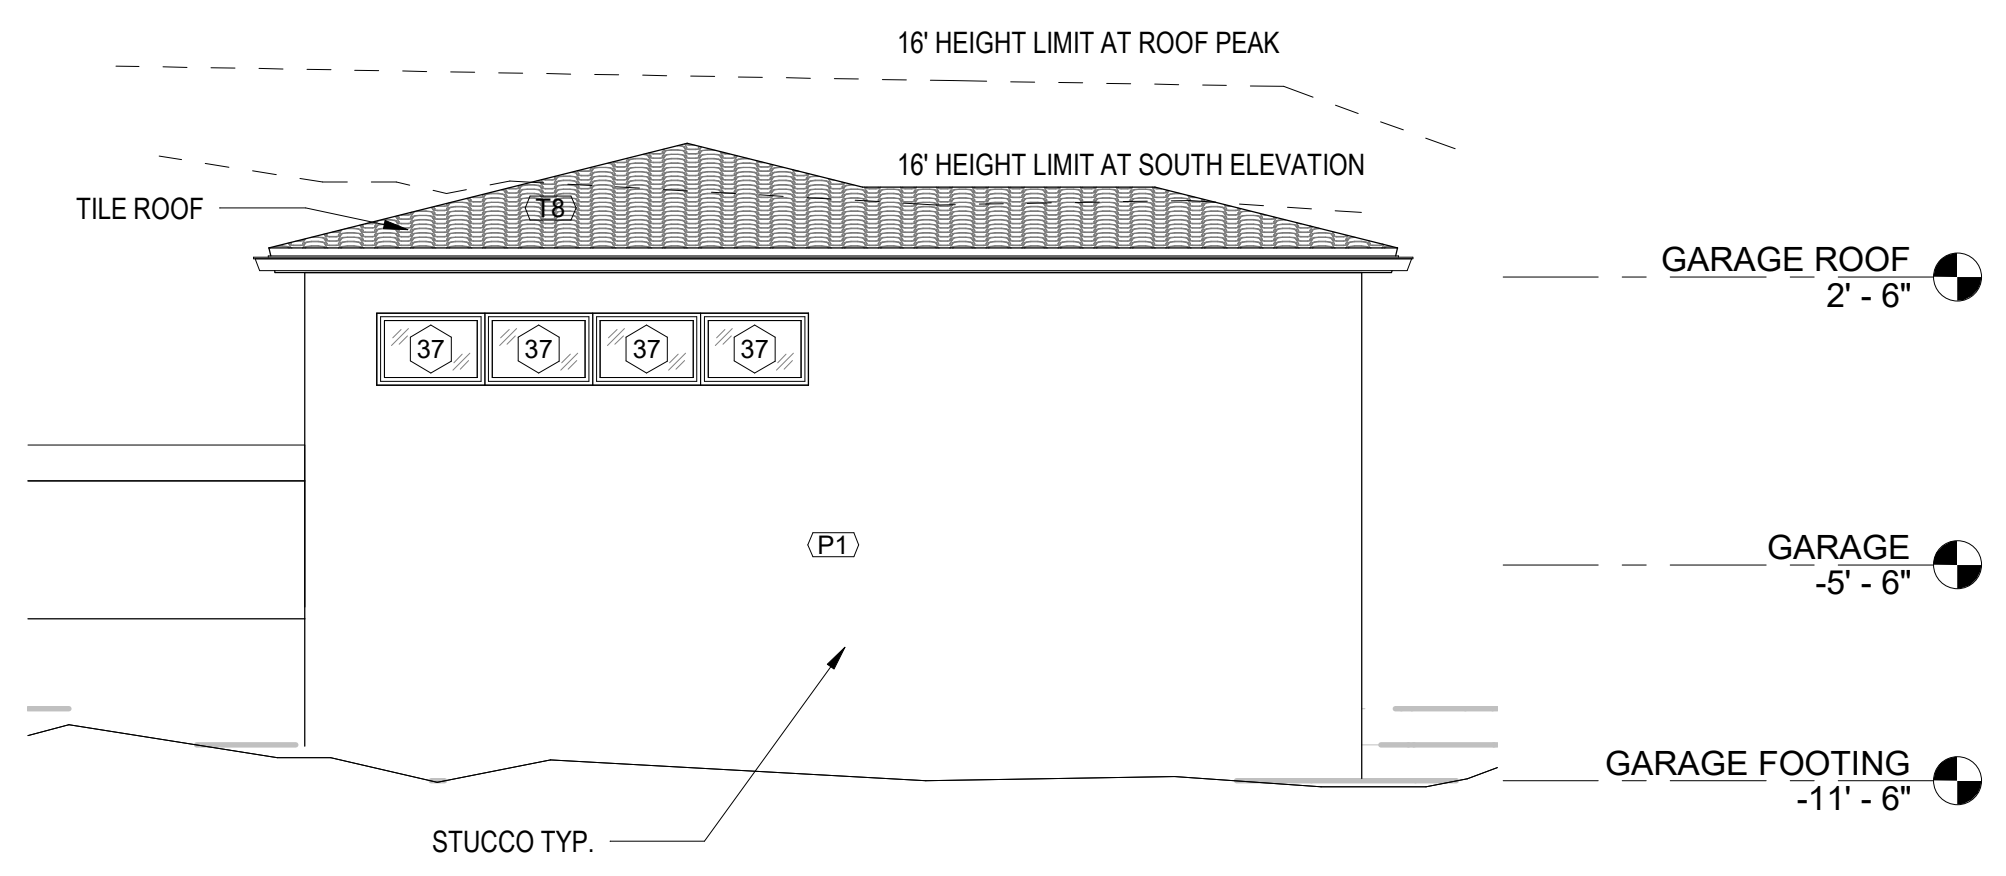 16' HEIGHT LIMIT AT ROOF PEAK
16' HEIGHT LIMIT AT SOUTH ELEVATION
TILE ROOF
T8
GARAGE ROOF
2' - 6"
37 37 37 37
P1
GARAGE
-5' - 6"
GARAGE FOOTING
-11' - 6"
STUCCO TYP.